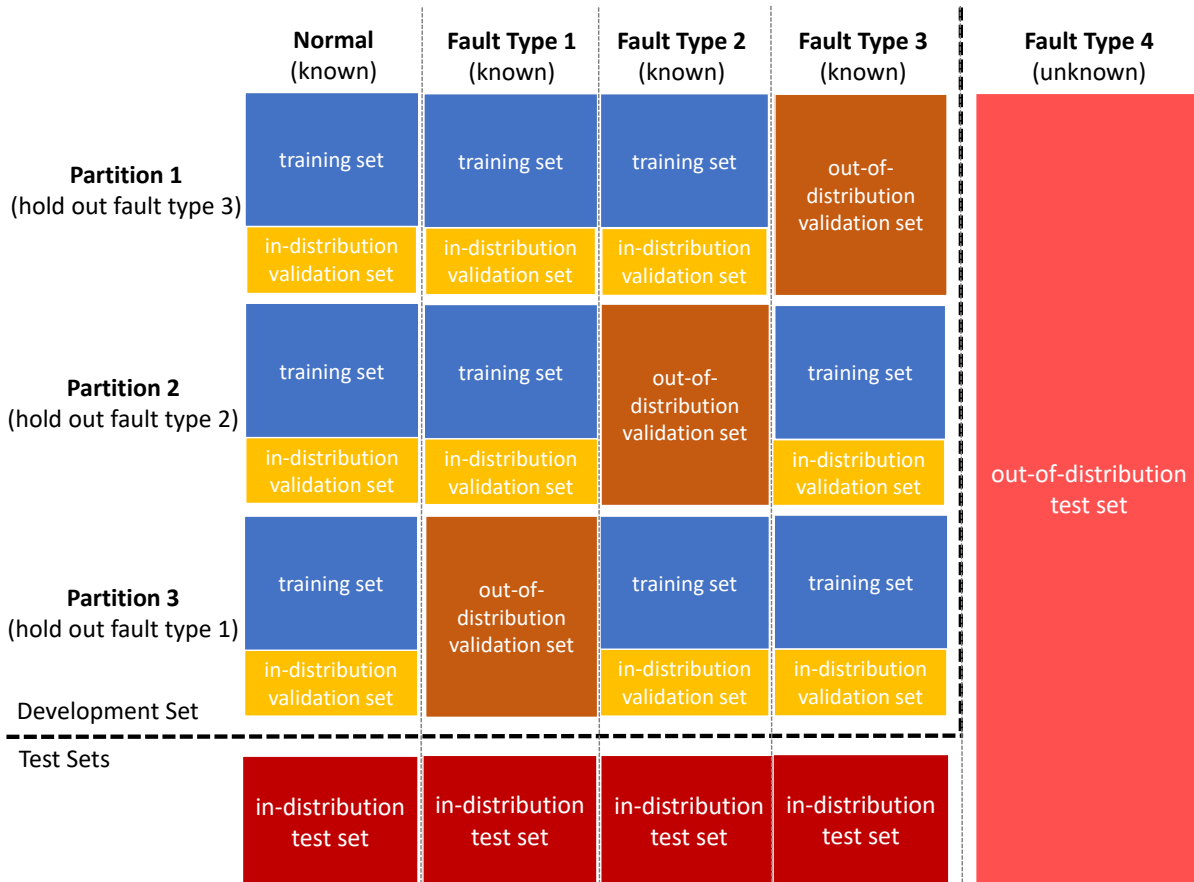 Normal
(known)
Fault Type 1
(known)
Fault Type 2
(known)
Fault Type 3
(known)
Fault Type 4
(unknown)
Partition 1
(hold out fault type 3)
training set
in-distribution
validation set
training set
in-distribution
validation set
training set
in-distribution
validation set
out-of-
distribution
validation set
Partition 2
(hold out fault type 2)
training set
in-distribution
validation set
training set
in-distribution
validation set
out-of-
distribution
validation set
training set
in-distribution
validation set
Partition 3
(hold out fault type 1)
training set
in-distribution
validation set
out-of-
distribution
validation set
training set
in-distribution
validation set
training set
in-distribution
validation set
out-of-distribution
test set
Development Set
Test Sets
in-distribution
test set
in-distribution
test set
in-distribution
test set
in-distribution
test set